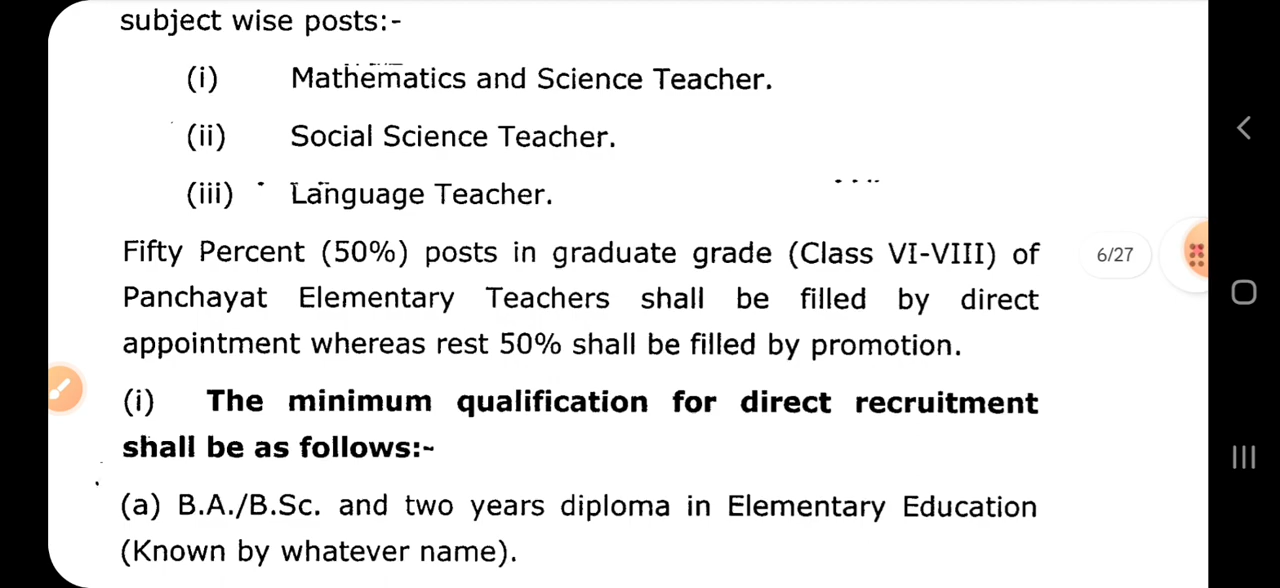 subject wise posts:-
(i) Mathematics and Science Teacher.
(ii) Social Science Teacher.
(iii) Language Teacher.
Fifty Percent (50%) posts in graduate grade (Class VI-VIII) of
6/27
Panchayat Elementary Teachers shall be filled by direct
appointment whereas rest 50% shall be filled by promotion.
(i) The minimum qualification for direct recruitment
shall be as follows:-
(a) B.A./B.Sc. and two years diploma in Elementary Education
(Known by whatever name).